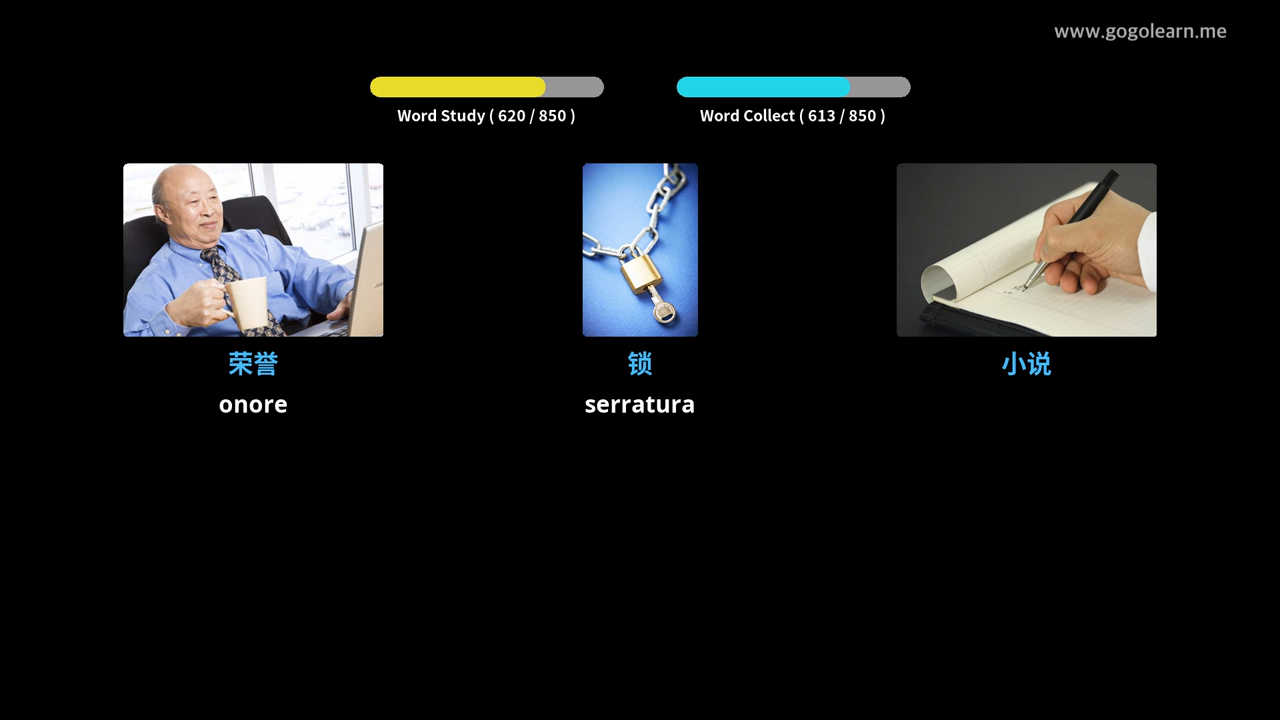 www.gogolearn.me
Word Study ( 620 / 850 )
Word Collect ( 613 / 850 )
荣誉
锁
小说
onore
serratura